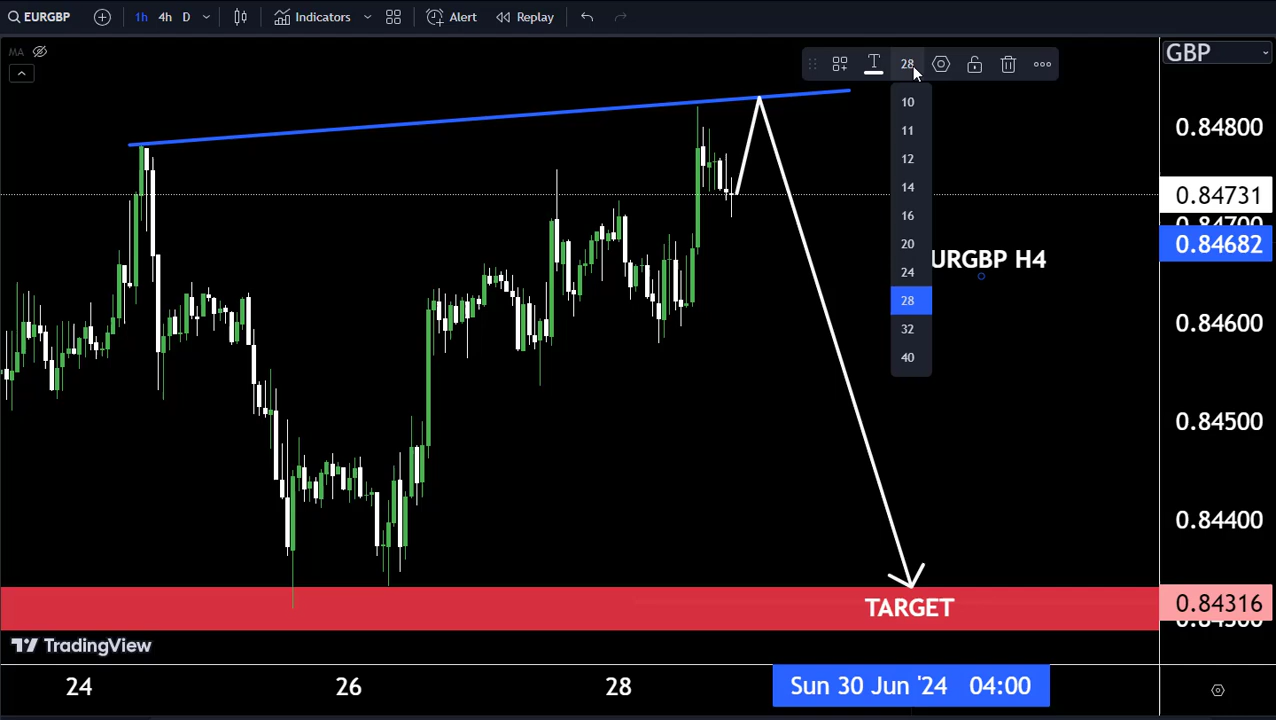 EURGBP 1h 4h D Indicators Alert Replay
MA
28
GBP
10
11
12
14
16
20
24
28
32
40
0.84800
0.84731
0.84682
URGBP H4
0.84600
0.84500
0.84400
TARGET
0.84316
TradingView
24 26 28 Sun 30 Jun '24 04:00